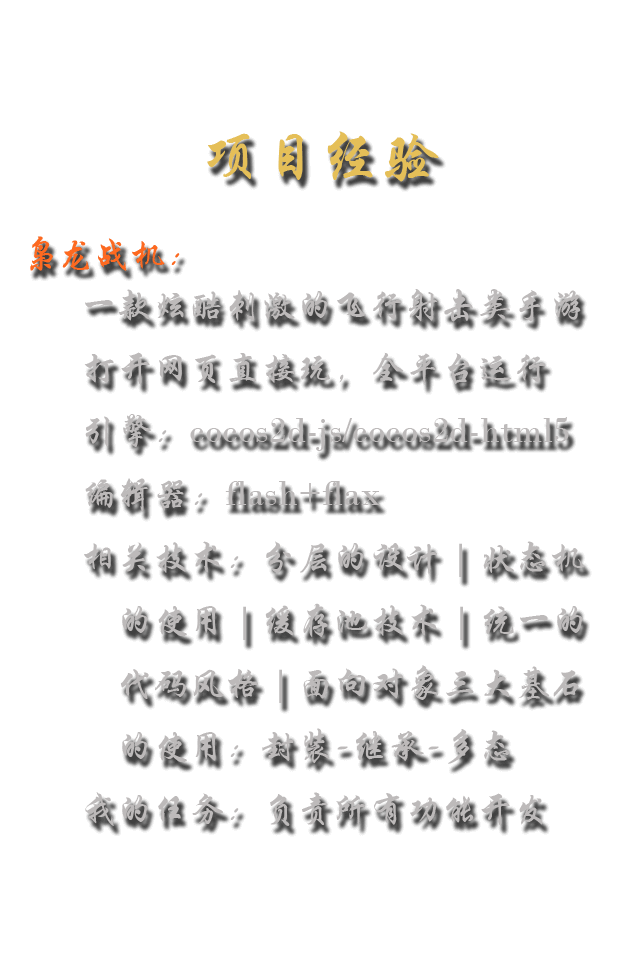 项目经验
枭龙战机：
一款炫酷刺激的飞行射击类手游
打开网页直接玩，全平台运行
引擎：cocos2d-js/cocos2d-html5
编辑器：flash+flax
相关技术：分层的设计｜状态机
的使用｜缓存池技术｜统一的
代码风格｜面向对象三大基石
的使用：封装-继承-多态
我的任务：负责所有功能开发